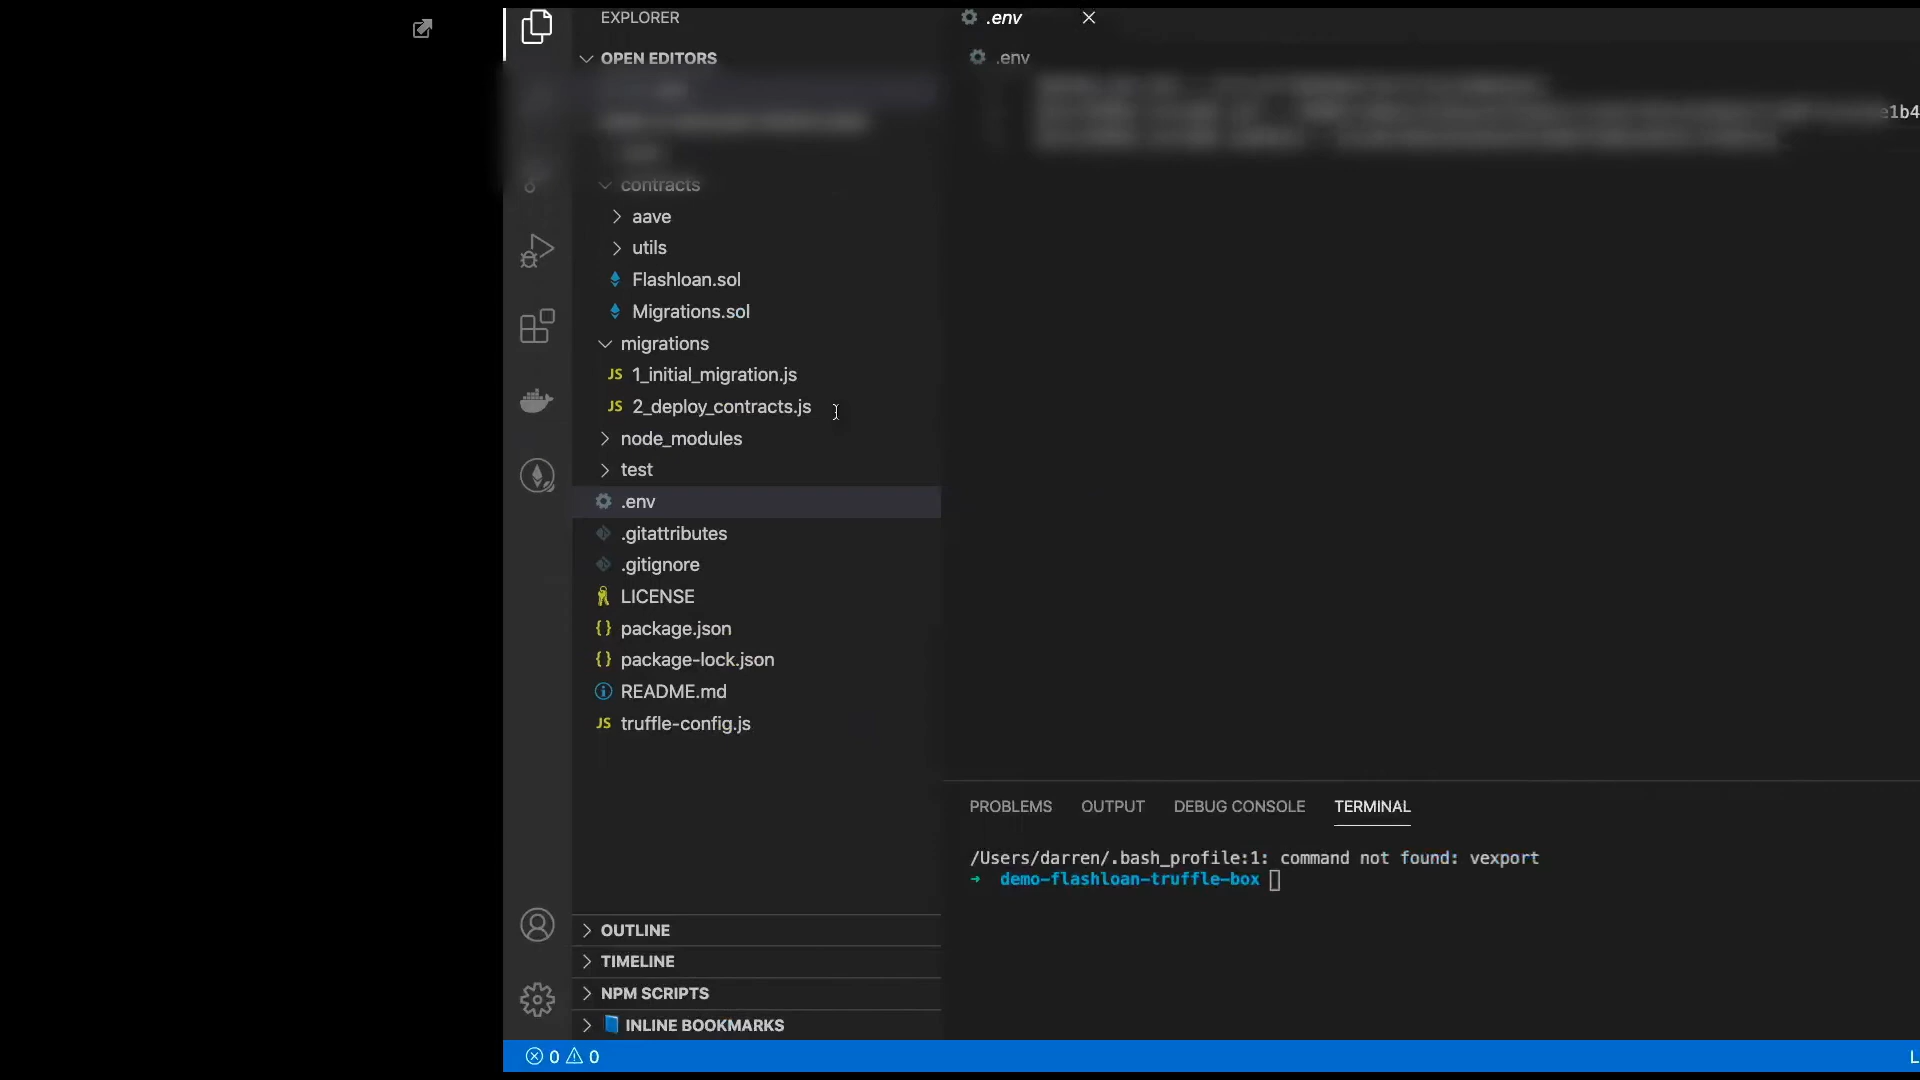 EXPLORER
OPEN EDITORS
contracts
aave
utils
Flashloan.sol
Migrations.sol
migrations
JS 1_initial_migration.js
JS 2_deploy_contracts.js
node_modules
test
.env
.gitattributes
.gitignore
LICENSE
{} package.json
{} package-lock.json
README.md
JS truffle-config.js
OUTLINE
TIMELINE
NPM SCRIPTS
INLINE BOOKMARKS
.env
.env
e1b4
PROBLEMS OUTPUT DEBUG CONSOLE TERMINAL
/Users/darren/.bash_profile:1: command not found: vexport
→ demo-flashloan-truffle-box
0 0
L